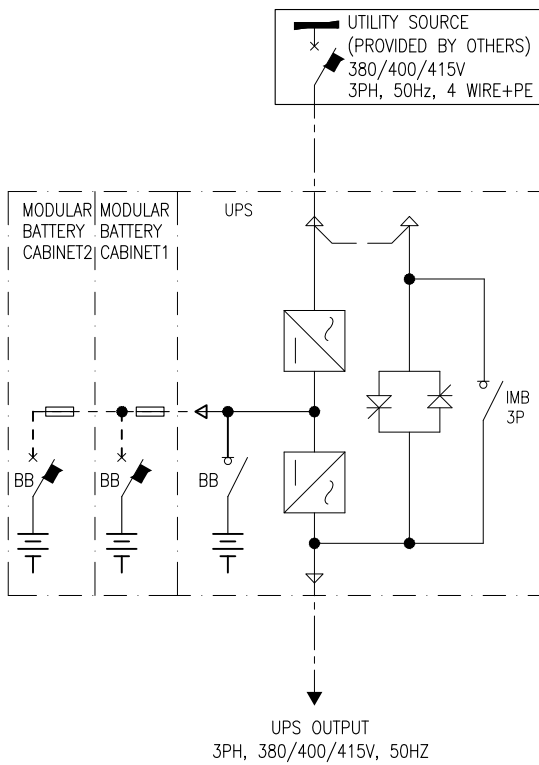 UTILITY SOURCE
(PROVIDED BY OTHERS)
380/400/415V
3PH, 50Hz, 4 WIRE+PE
MODULAR
BATTERY
CABINET2
MODULAR
BATTERY
CABINET1
UPS
IMB
3P
BB
BB
BB
UPS OUTPUT
3PH, 380/400/415V, 50HZ